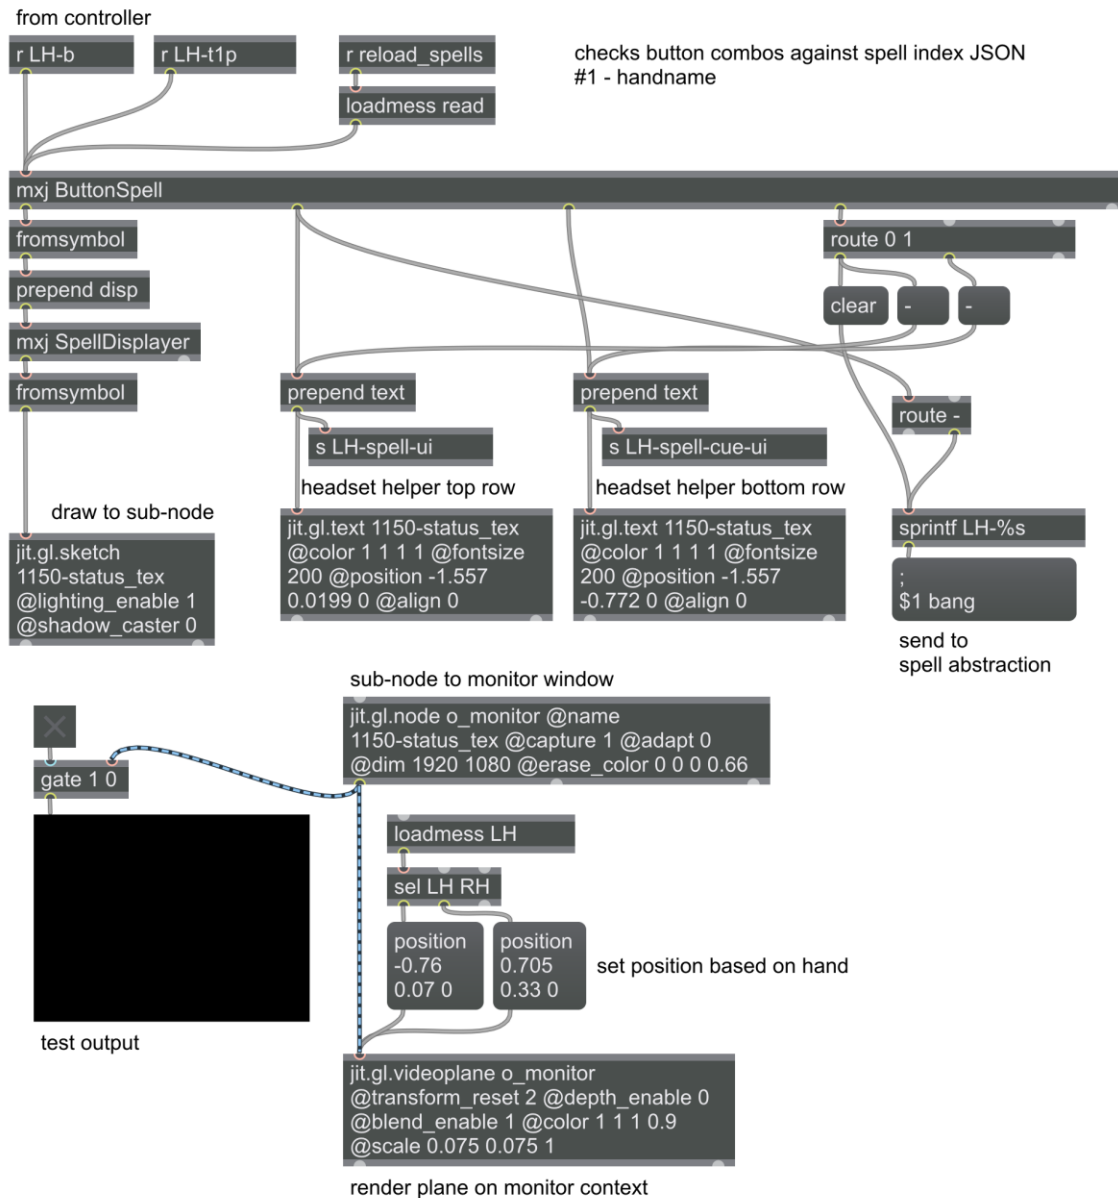 from controller
r LH-b
r LH-t1p
r reload_spells
checks button combos against spell index JSON
#1 - handname
loadmess read
mxj ButtonSpell
fromsymbol
route 0 1
prepend disp
clear
-
-
mxj SpellDisplayer
fromsymbol
prepend text
prepend text
route -
s LH-spell-ui
s LH-spell-cue-ui
headset helper top row
headset helper bottom row
draw to sub-node
jit.gl.sketch
1150-status_tex
@lighting_enable 1
@shadow_caster 0
jit.gl.text 1150-status_tex
@color 1 1 1 1 @fontsize
200 @position -1.557
0.0199 0 @align 0
jit.gl.text 1150-status_tex
@color 1 1 1 1 @fontsize
200 @position -1.557
-0.772 0 @align 0
sprintf LH-%s
;
$1 bang
send to
spell abstraction
sub-node to monitor window
jit.gl.node o_monitor @name
1150-status_tex @capture 1 @adapt 0
@dim 1920 1080 @erase_color 0 0 0 0.66
gate 1 0
loadmess LH
sel LH RH
position
-0.76
0.07 0
position
0.705
0.33 0
set position based on hand
test output
jit.gl.videoplane o_monitor
@transform_reset 2 @depth_enable 0
@blend_enable 1 @color 1 1 1 0.9
@scale 0.075 0.075 1
render plane on monitor context